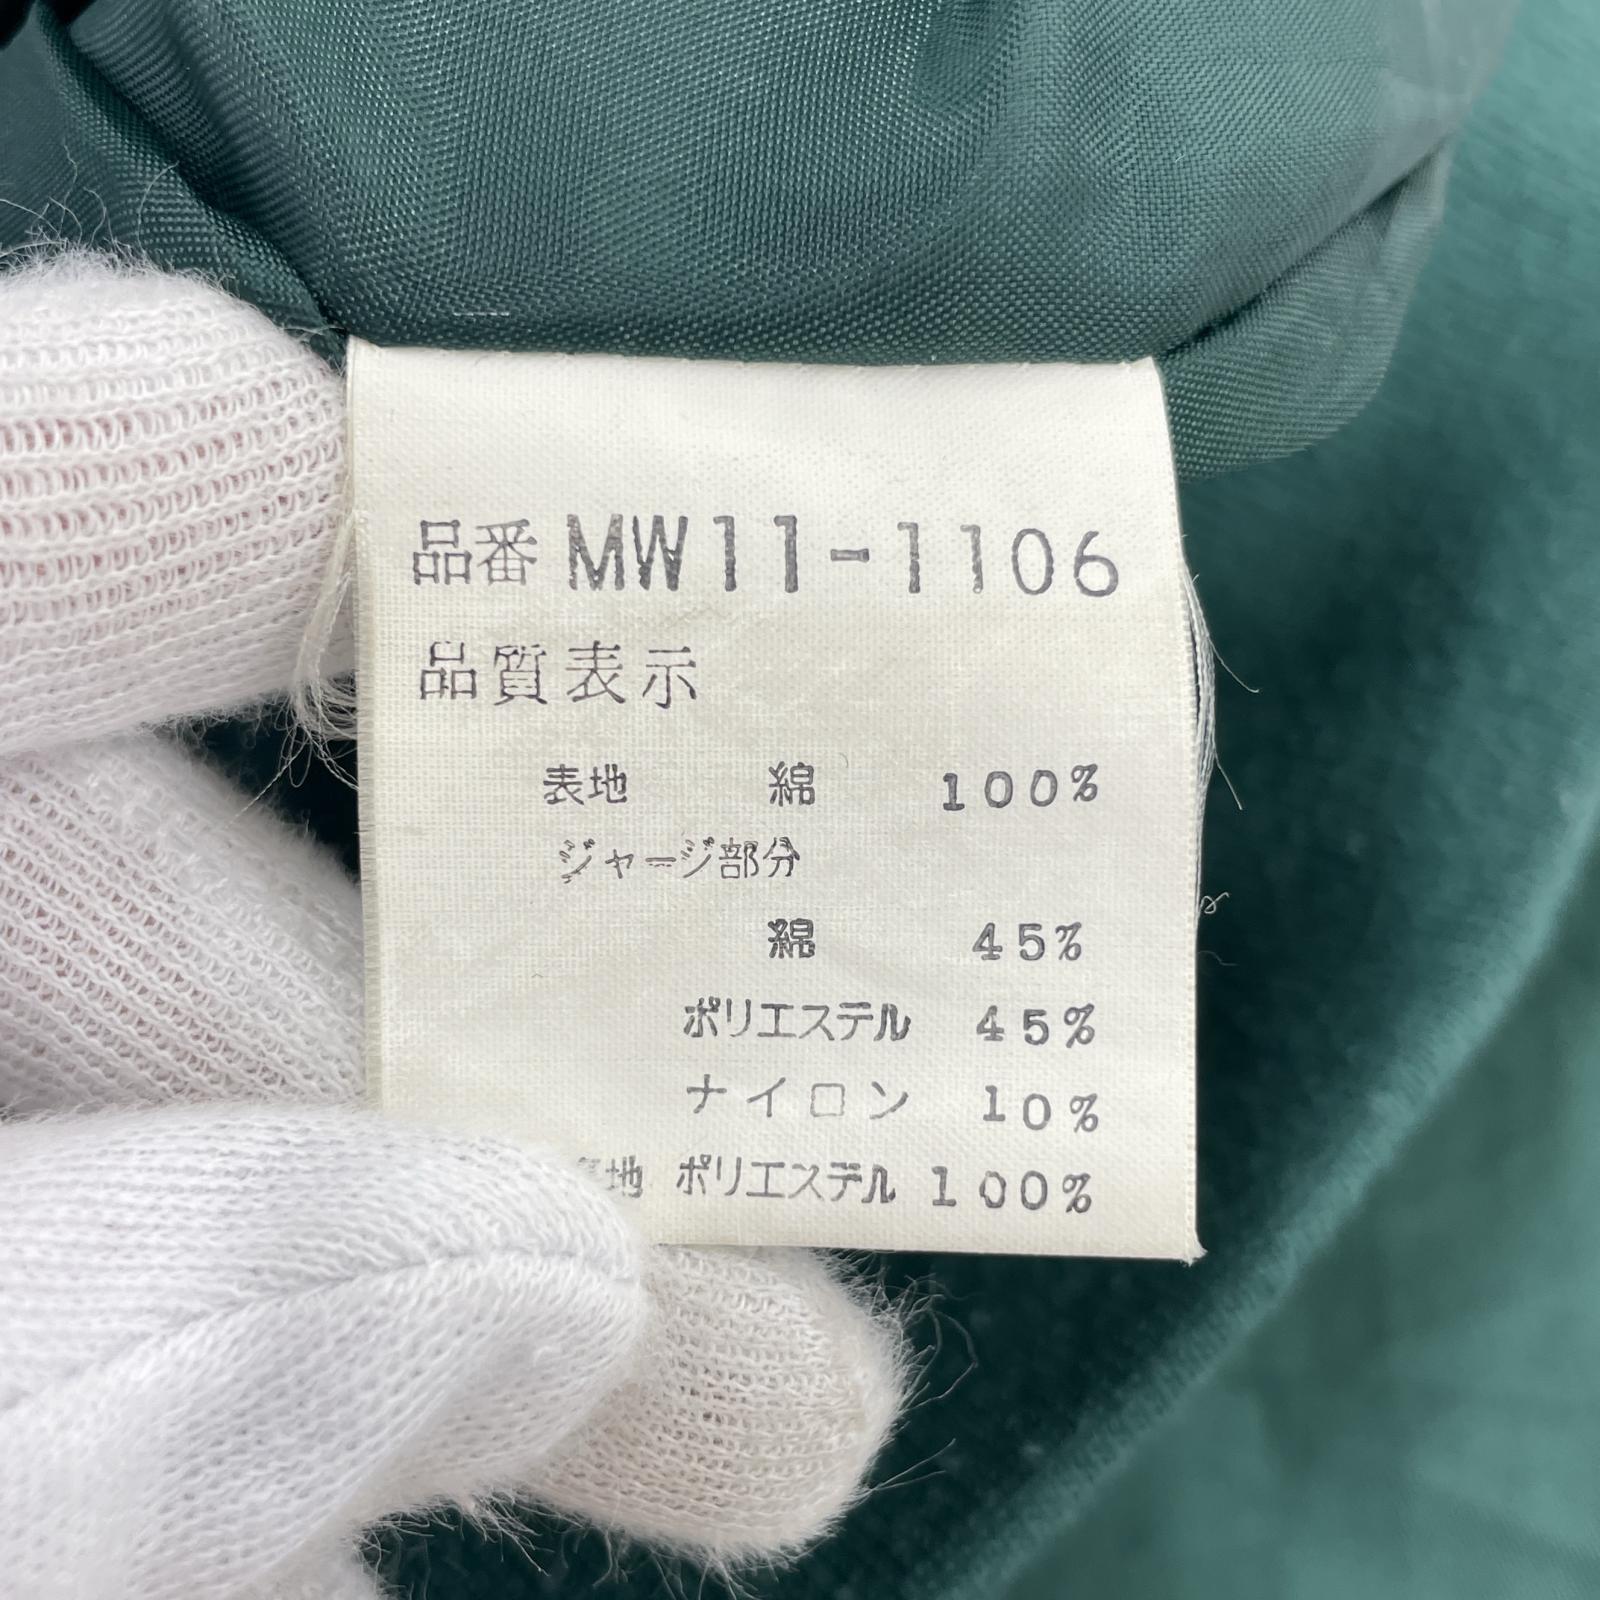 品番 MW11-1106
品質表示
表地 綿 100%
ジャージ部分
綿 45%
ポリエステル 45%
ナイロン 10%
地 ポリエステル 100%